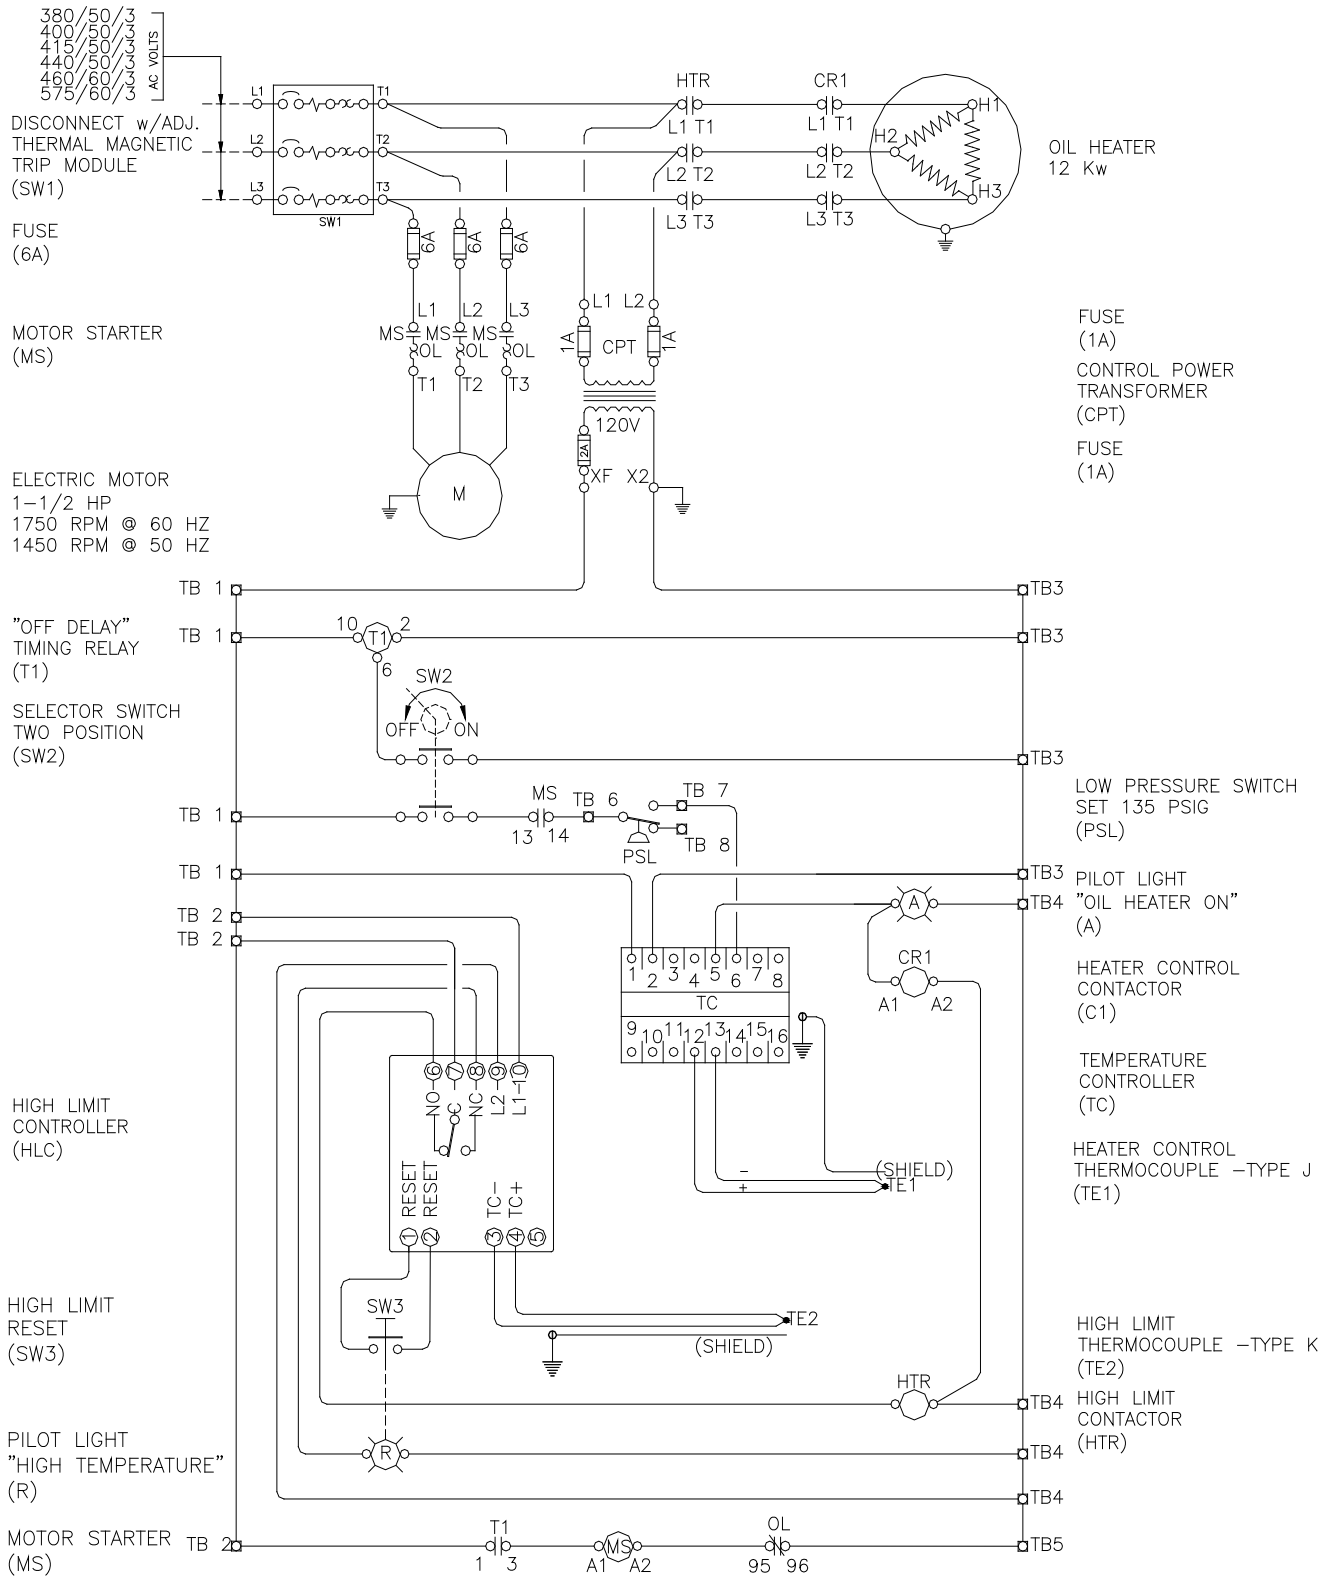 380/50/3
400/50/3
415/50/3
440/50/3
460/60/3
575/60/3
AC VOLTS
DISCONNECT w/ADJ.
THERMAL MAGNETIC
TRIP MODULE
(SW1)
L1
L2
L3
T1
T2
T3
SW1
HTR
L1 T1
L2 T2
L3 T3
CR1
L1 T1
L2 T2
L3 T3
H1
H2
H3
OIL HEATER
12 Kw
FUSE
(6A)
6A
6A
6A
MOTOR STARTER
(MS)
L1
L2
L3
MS
MS
MS
OL
OL
OL
T1
T2
T3
M
L1 L2
1A
CPT
1A
120V
2A
XF X2
FUSE
(1A)
CONTROL POWER
TRANSFORMER
(CPT)
FUSE
(1A)
ELECTRIC MOTOR
1-1/2 HP
1750 RPM @ 60 HZ
1450 RPM @ 50 HZ
TB 1
TB3
"OFF DELAY"
TIMING RELAY
(T1)
TB 1
10
T1
2
6
TB3
SELECTOR SWITCH
TWO POSITION
(SW2)
SW2
OFF
ON
TB3
TB 1
MS
13 14
TB 6
TB 7
TB 8
PSL
LOW PRESSURE SWITCH
SET 135 PSIG
(PSL)
TB 1
TB3
PILOT LIGHT
"OIL HEATER ON"
(A)
A
TB4
TB 2
TB 2
CR1
A1 A2
HEATER CONTROL
CONTACTOR
(C1)
1 2 3 4 5 6 7 8
TC
9 10 11 12 13 14 15 16
TEMPERATURE
CONTROLLER
(TC)
HIGH LIMIT
CONTROLLER
(HLC)
6 7 8 9 10
NO
C
NC
L2
L1
RESET
RESET
TC-
TC+
1 2 3 4 5
-
+
(SHIELD)
TE1
HEATER CONTROL
THERMOCOUPLE -TYPE J
(TE1)
HIGH LIMIT
RESET
(SW3)
SW3
TE2
(SHIELD)
HIGH LIMIT
THERMOCOUPLE -TYPE K
(TE2)
HTR
TB4
HIGH LIMIT
CONTACTOR
(HTR)
PILOT LIGHT
"HIGH TEMPERATURE"
(R)
R
TB4
TB4
MOTOR STARTER
(MS)
TB 2
T1
1 3
MS
A1 A2
OL
95 96
TB5